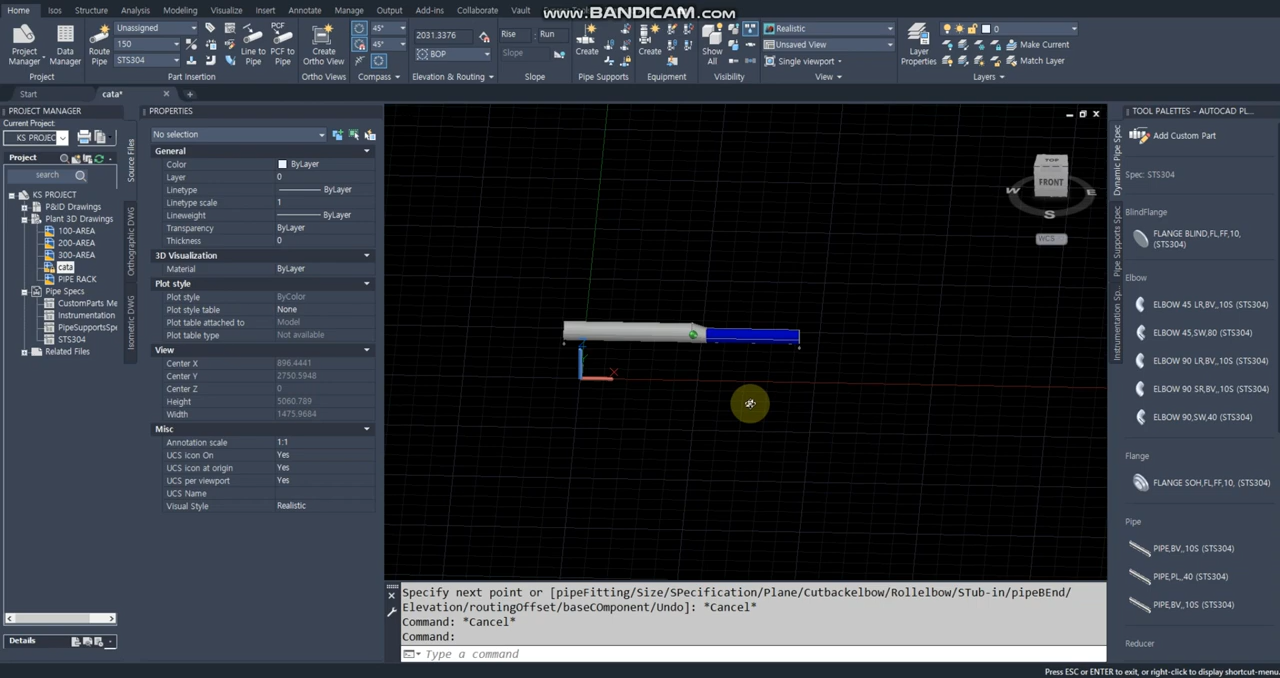 www.BANDICAM.com
Home Isos Structure Analysis Modeling Visualize Insert Annotate Manage Output Add-ins Collaborate Vault
Project Manager
Data Manager
Project
Route Pipe
Unassigned
150
STS304
Line to Pipe
PCF to Pipe
Part Insertion
Create Ortho View
Ortho Views
45°
45°
Compass
2031.3376
BOP
Elevation & Routing
Rise Run
Slope
Slope
Create
Pipe Supports
Create
Equipment
Show All
Visibility
Realistic
Unsaved View
Single viewport
View
Layer Properties
0
Make Current
Match Layer
Layers
Start
cata*
PROJECT MANAGER
Current Project:
KS PROJEC
Project
search
KS PROJECT
P&ID Drawings
Plant 3D Drawings
100-AREA
200-AREA
300-AREA
cata
PIPE RACK
Pipe Specs
CustomParts Me
Instrumentation
PipeSupportsSpe
STS304
Related Files
Details
Source Files
Orthographic DWG
Isometric DWG
PROPERTIES
No selection
General
Color ByLayer
Layer 0
Linetype ByLayer
Linetype scale 1
Lineweight ByLayer
Transparency ByLayer
Thickness 0
3D Visualization
Material ByLayer
Plot style
Plot style ByColor
Plot style table None
Plot table attached to Model
Plot table type Not available
View
Center X 896.4441
Center Y 2750.5948
Center Z 0
Height 5060.789
Width 1475.9684
Misc
Annotation scale 1:1
UCS icon On Yes
UCS icon at origin Yes
UCS per viewport Yes
UCS Name
Visual Style Realistic
TOP
FRONT
W
E
S
WCS
X
Specify next point or [pipeFitting/Size/SPecification/Plane/Cutbackelbow/Rollelbow/STub-in/pipeBEnd/
Elevation/routingOffset/baseCOmponent/Undo]: *Cancel*
Command: *Cancel*
Command:
Type a command
TOOL PALETTES - AUTOCAD PL...
Dynamic Pipe Spec
Pipe Supports Spec
Instrumentation Sp...
Add Custom Part
Spec: STS304
BlindFlange
FLANGE BLIND,FL,FF,10,
(STS304)
Elbow
ELBOW 45 LR,BV,_10S (STS304)
ELBOW 45,SW,80 (STS304)
ELBOW 90 LR,BV,_10S (STS304)
ELBOW 90 SR,BV,_10S (STS304)
ELBOW 90,SW,40 (STS304)
Flange
FLANGE SOH,FL,FF,10, (STS304)
Pipe
PIPE,BV,_10S (STS304)
PIPE,PL,_40 (STS304)
PIPE,BV,_10S (STS304)
Reducer
Press ESC or ENTER to exit, or right-click to display shortcut-menu.